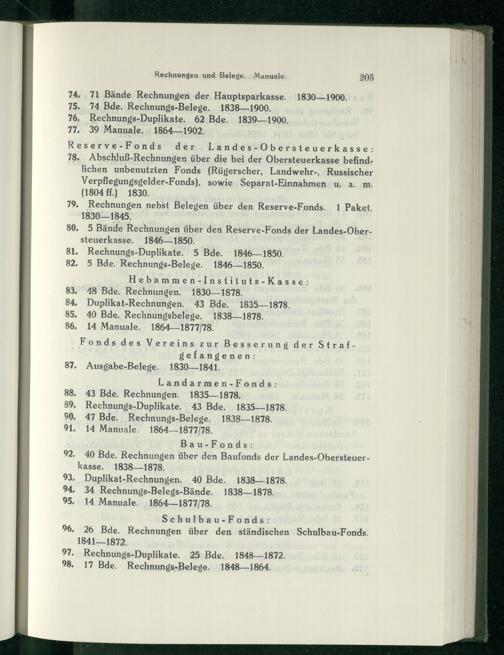 Rechnungen und Belege. Manuale. 205
74. 71 Bände Rechnungen der Hauptsparkasse. 1830—1900.
75. 74 Bde. Rechnungs-Belege. 1838—1900.
76. Rechnungs-Duplikate. 62 Bde. 1839—1900.
77. 39 Manuale. 1864—1902.
Reserve-Fonds der Landes-Obersteuerkasse:
78. Abschluß-Rechnungen über die bei der Obersteuerkasse befind-
lichen unbenutzten Fonds (Rügerscher, Landwehr-, Russischer
Verpflegungsgelder-Fonds), sowie Separat-Einnahmen u. a. m.
(1804 ff.) 1830.
79. Rechnungen nebst Belegen über den Reserve-Fonds. 1 Paket.
1830—1845.
80. 5 Bände Rechnungen über den Reserve-Fonds der Landes-Ober-
steuerkasse. 1846—1850.
81. Rechnungs-Duplikate. 5 Bde. 1846—1850.
82. 5 Bde. Rechnungs-Belege. 1846—1850.
Hebammen-Instituts-Kasse:
83. 48 Bde. Rechnungen. 1830—1878.
84. Duplikat-Rechnungen. 43 Bde. 1835—1878.
85. 40 Bde. Rechnungsbelege. 1838—1878.
86. 14 Manuale. 1864—1877/78.
Fonds des Vereins zur Besserung der Straf-
gefangenen:
87. Ausgabe-Belege. 1830—1841.
Landarmen-Fonds:
88. 43 Bde. Rechnungen. 1835—1878.
89. Rechnungs-Duplikate. 43 Bde. 1835—1878.
90. 47 Bde. Rechnungs-Belege. 1838—1878.
91. 14 Manuale. 1864—1877/78.
Bau-Fonds:
92. 40 Bde. Rechnungen über den Baufonds der Landes-Obersteuer-
kasse. 1838—1878.
93. Duplikat-Rechnungen. 40 Bde. 1838—1878.
94. 34 Rechnungs-Belegs-Bände. 1838—1878.
95. 14 Manuale. 1864—1877/78.
Schulbau-Fonds:
96. 26 Bde. Rechnungen über den ständischen Schulbau-Fonds.
1841—1872.
97. Rechnungs-Duplikate. 25 Bde. 1848—1872.
98. 17 Bde. Rechnungs-Belege. 1848—1864.